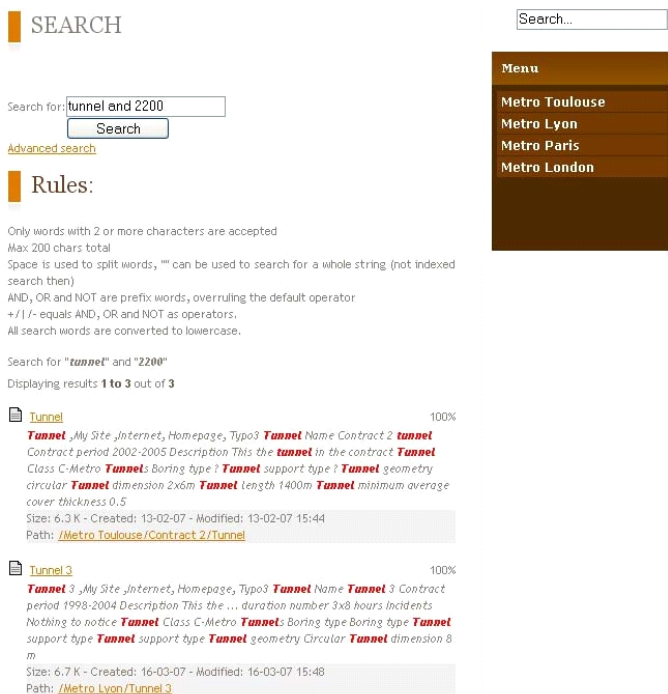 SEARCH
Search...
Menu
Metro Toulouse
Metro Lyon
Metro Paris
Metro London
Search for: tunnel and 2200
Search
Advanced search
Rules:
Only words with 2 or more characters are accepted
Max 200 chars total
Space is used to split words, "" can be used to search for a whole string (not indexed
search then)
AND, OR and NOT are prefix words, overruling the default operator
+/|/- equals AND, OR and NOT as operators.
All search words are converted to lowercase.
Search for "tunnel" and "2200"
Displaying results 1 to 3 out of 3
Tunnel 100%
Tunnel ,My Site ,Internet, Homepage, Typo3 Tunnel Name Contract 2 tunnel
Contract period 2002-2005 Description This the tunnel in the contract Tunnel
Class C-Metro Tunnels Boring type ? Tunnel support type ? Tunnel geometry
circular Tunnel dimension 2x6m Tunnel length 1400m Tunnel minimum average
cover thickness 0.5
Size: 6.3 K - Created: 13-02-07 - Modified: 13-02-07 15:44
Path: /Metro Toulouse/Contract 2/Tunnel
Tunnel 3 100%
Tunnel 3 ,My Site ,Internet, Homepage, Typo3 Tunnel Name Tunnel 3 Contract
period 1998-2004 Description This the ... duration number 3x8 hours Incidents
Nothing to notice Tunnel Class C-Metro Tunnels Boring type Boring type Tunnel
support type Tunnel support type Tunnel geometry Circular Tunnel dimension 8
m
Size: 6.7 K - Created: 16-03-07 - Modified: 16-03-07 15:48
Path: /Metro Lyon/Tunnel 3